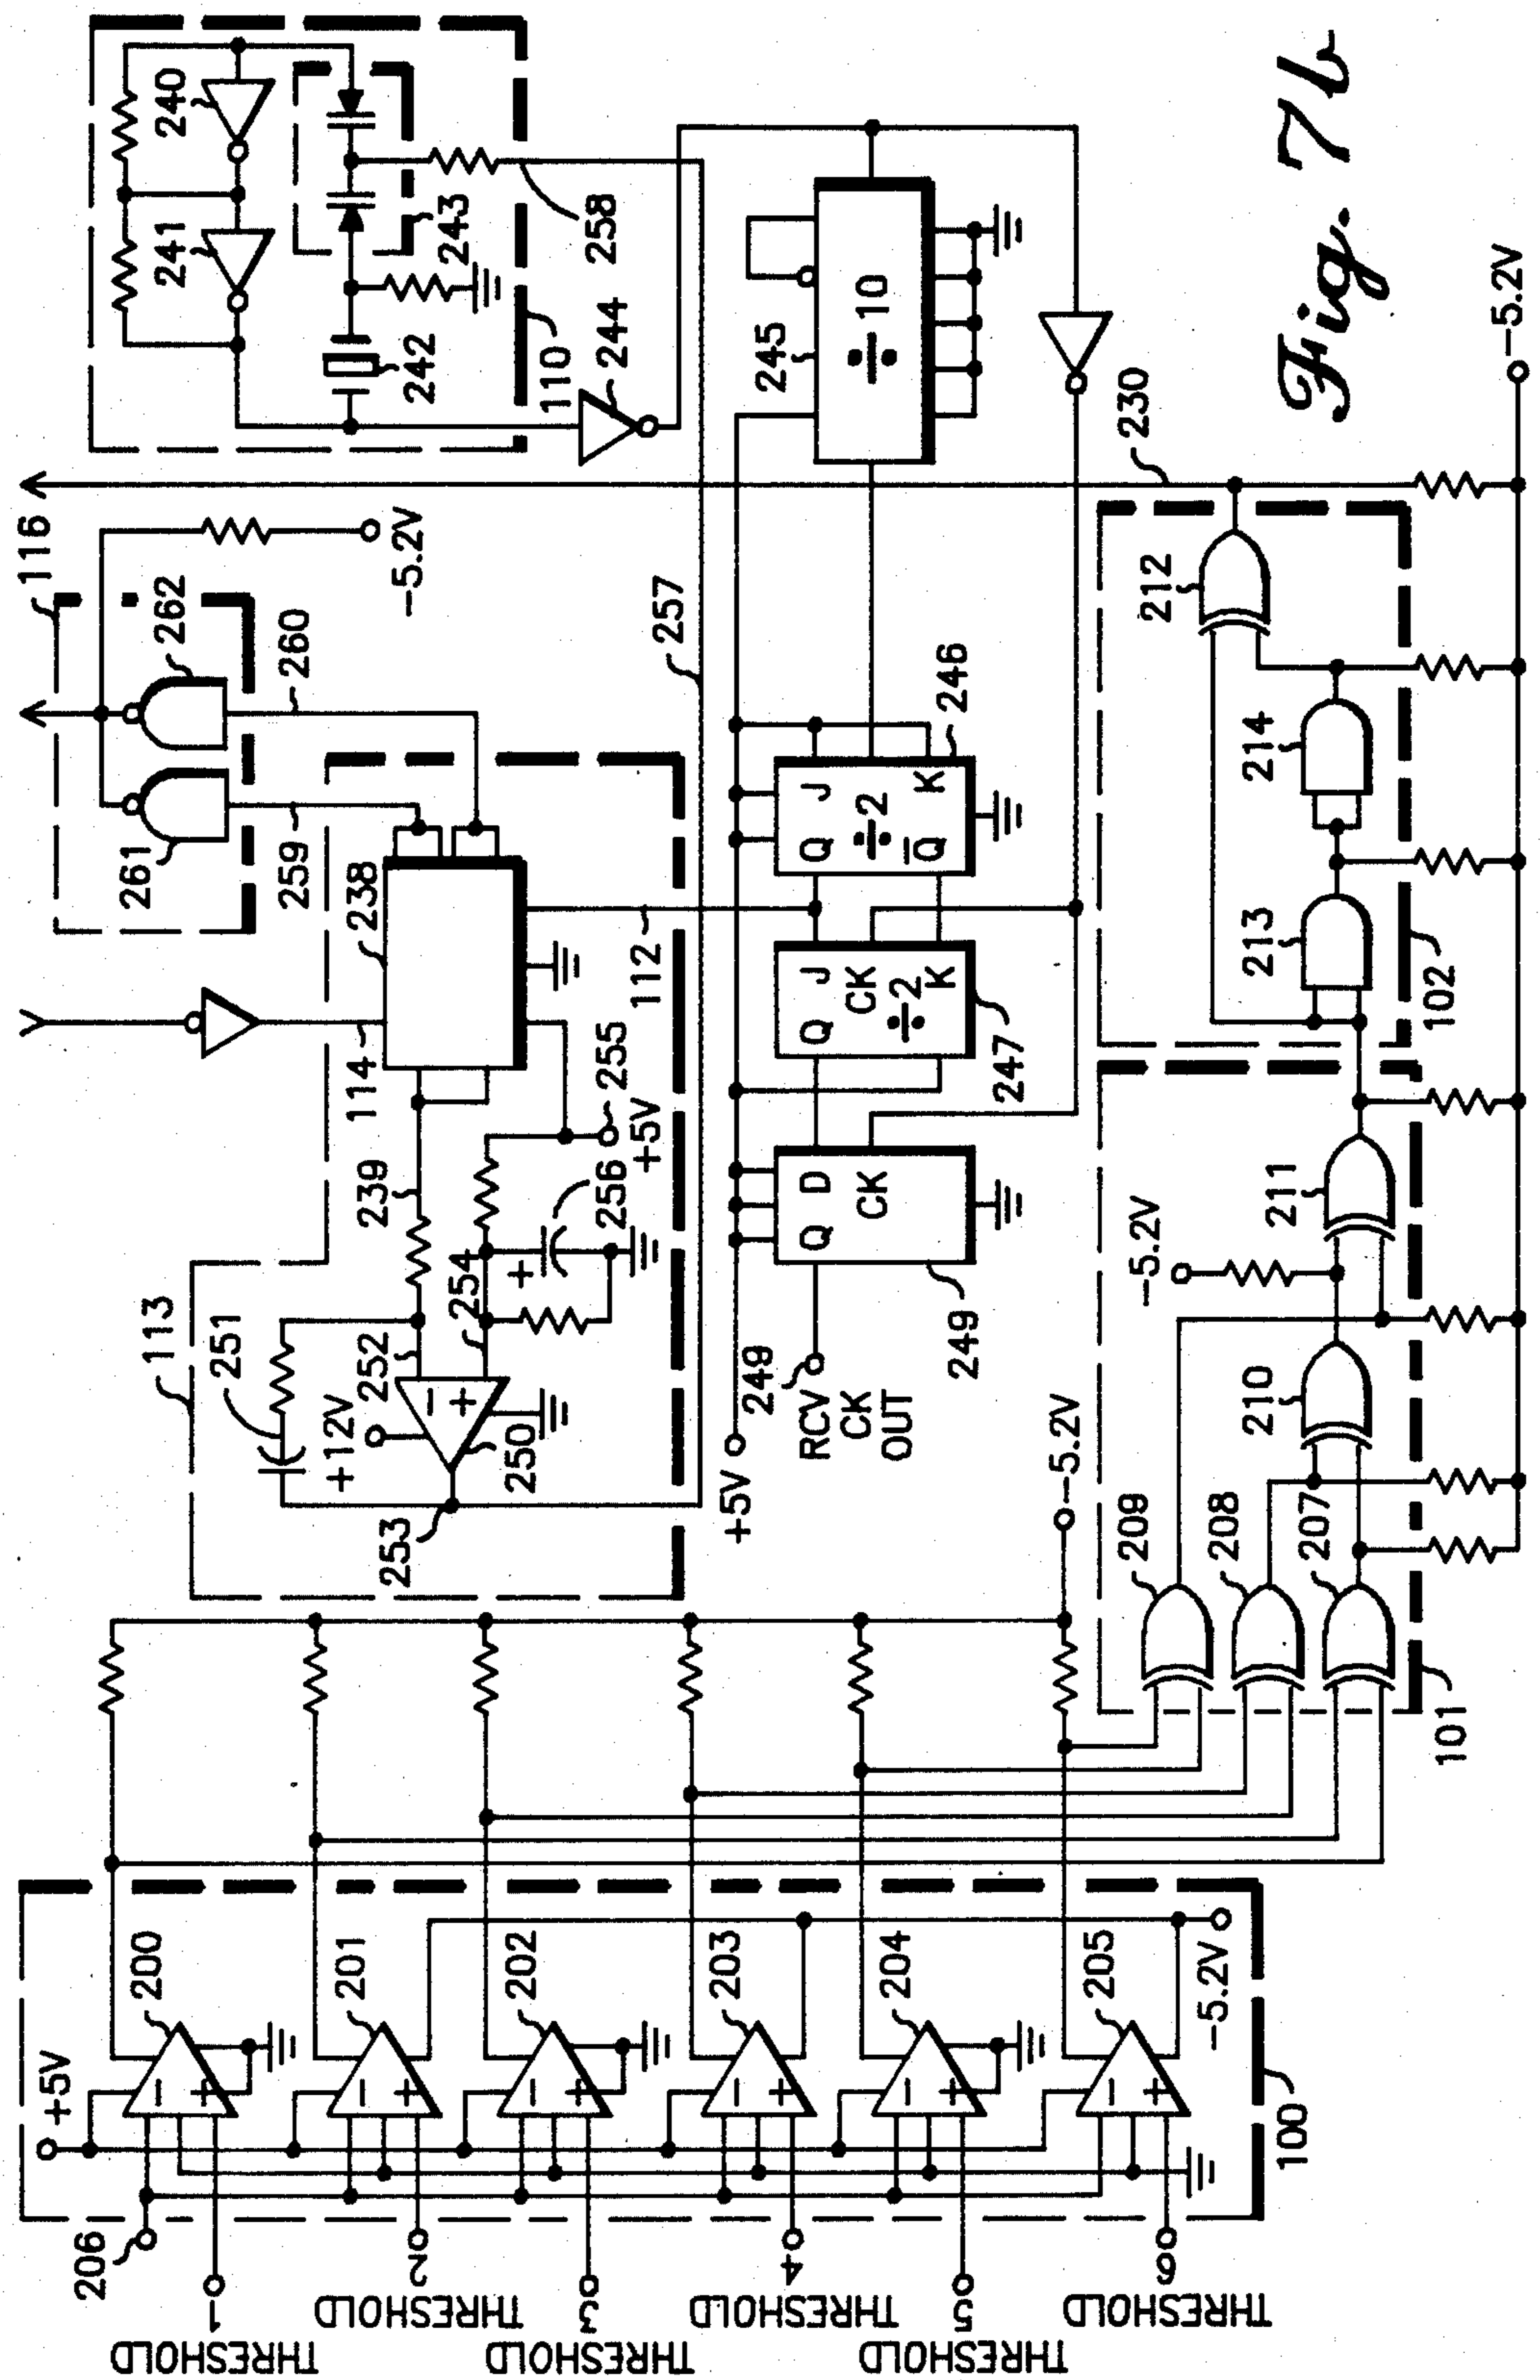 Fig. 7b
116
240
241
243
242
258
110
244
262
261
260
259
-5.2V
257
245
÷10
230
-5.2V
113
114
238
239
251
+12V
252
254
-
+
250
253
256
255
+5V
112
246
J
Q
÷2
K
Q̅
247
J
Q
CK
÷2
K
249
D
Q
CK
249
RCV
CK
OUT
+5V
212
214
213
102
211
-5.2V
210
209
208
207
101
-5.2V
+5V
200
-
+
201
-
+
202
-
+
203
-
+
204
-
+
205
-
+
-5.2V
100
206
1
THRESHOLD
2
THRESHOLD
3
THRESHOLD
4
THRESHOLD
5
THRESHOLD
6
THRESHOLD